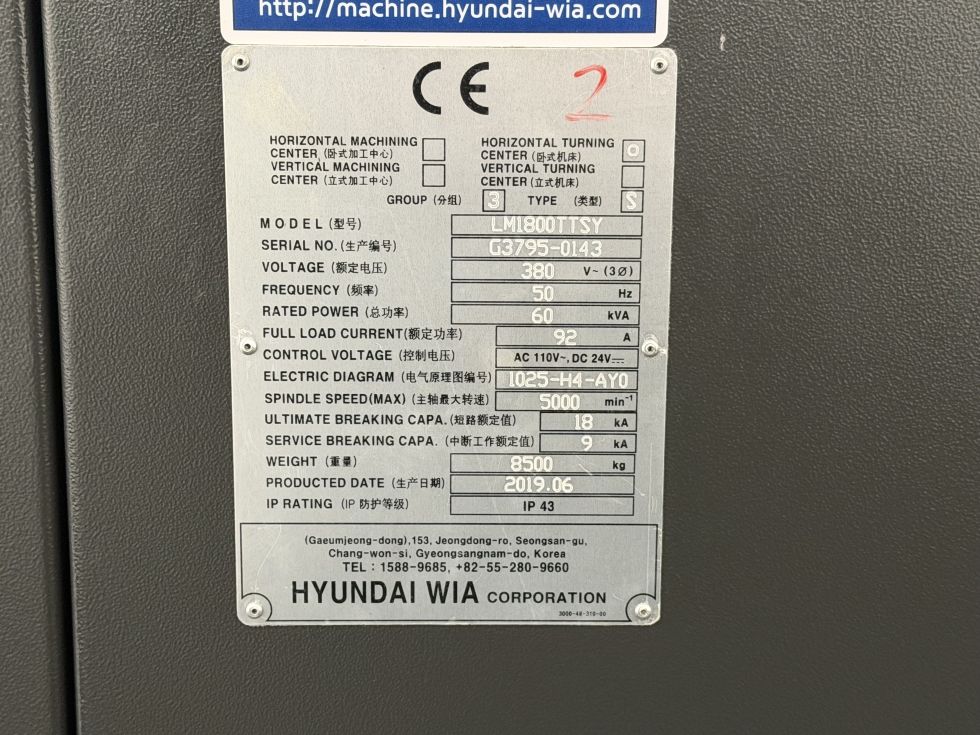 http://machine.hyundai-wia.com
CE 2
HORIZONTAL MACHINING CENTER (卧式加工中心)
HORIZONTAL TURNING CENTER (卧式机床) O
VERTICAL MACHINING CENTER (立式加工中心)
VERTICAL TURNING CENTER (立式机床)
GROUP (分组) 3 TYPE (类型) S
MODEL (型号) LM1800TTSY
SERIAL NO. (生产编号) G3795-0143
VOLTAGE (额定电压) 380 V~ (3Ø)
FREQUENCY (频率) 50 Hz
RATED POWER (总功率) 60 kVA
FULL LOAD CURRENT(额定功率) 92 A
CONTROL VOLTAGE (控制电压) AC 110V~, DC 24V⎓
ELECTRIC DIAGRAM (电气原理图编号) 1025-H4-AY0
SPINDLE SPEED(MAX) (主轴最大转速) 5000 min⁻¹
ULTIMATE BREAKING CAPA. (短路额定值) 18 kA
SERVICE BREAKING CAPA. (中断工作额定值) 9 kA
WEIGHT (重量) 8500 kg
PRODUCTED DATE (生产日期) 2019.06
IP RATING (IP 防护等级) IP 43
(Gaeumjeong-dong),153, Jeongdong-ro, Seongsan-gu,
Chang-won-si, Gyeongsangnam-do, Korea
TEL : 1588-9685, +82-55-280-9660
HYUNDAI WIA CORPORATION
3000-48-310-00